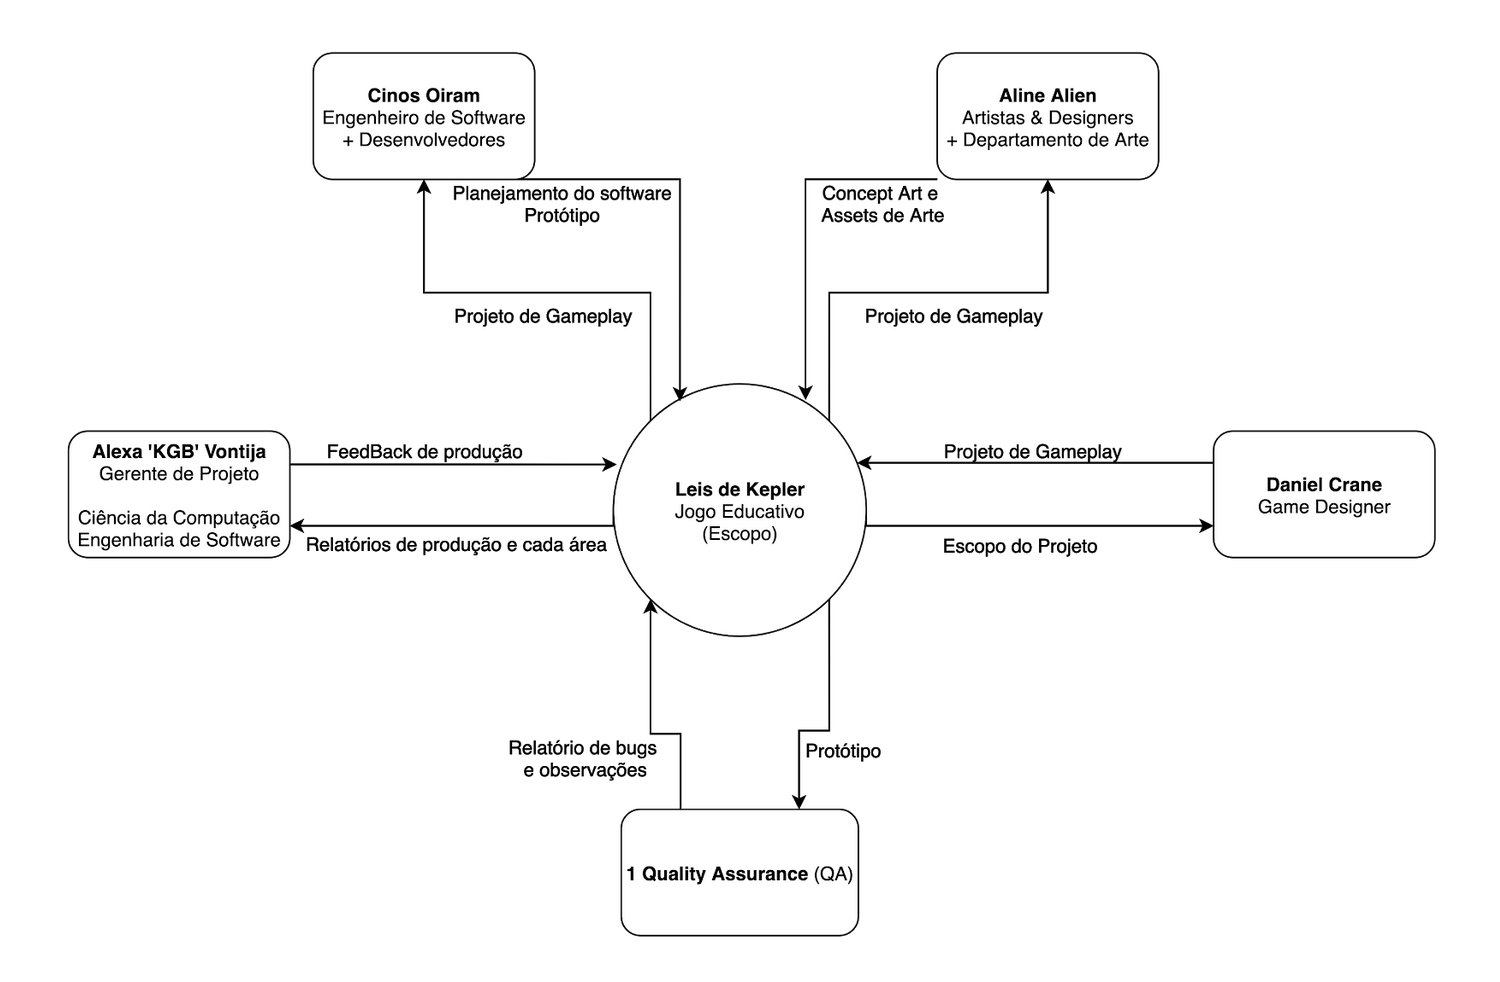 Cinos Oiram
Engenheiro de Software
+ Desenvolvedores
Aline Alien
Artistas & Designers
+ Departamento de Arte
Planejamento do software
Protótipo
Concept Art e
Assets de Arte
Projeto de Gameplay
Projeto de Gameplay
Alexa 'KGB' Vontija
Gerente de Projeto
Ciência da Computação
Engenharia de Software
FeedBack de produção
Relatórios de produção e cada área
Leis de Kepler
Jogo Educativo
(Escopo)
Projeto de Gameplay
Escopo do Projeto
Daniel Crane
Game Designer
Relatório de bugs
e observações
Protótipo
1 Quality Assurance (QA)